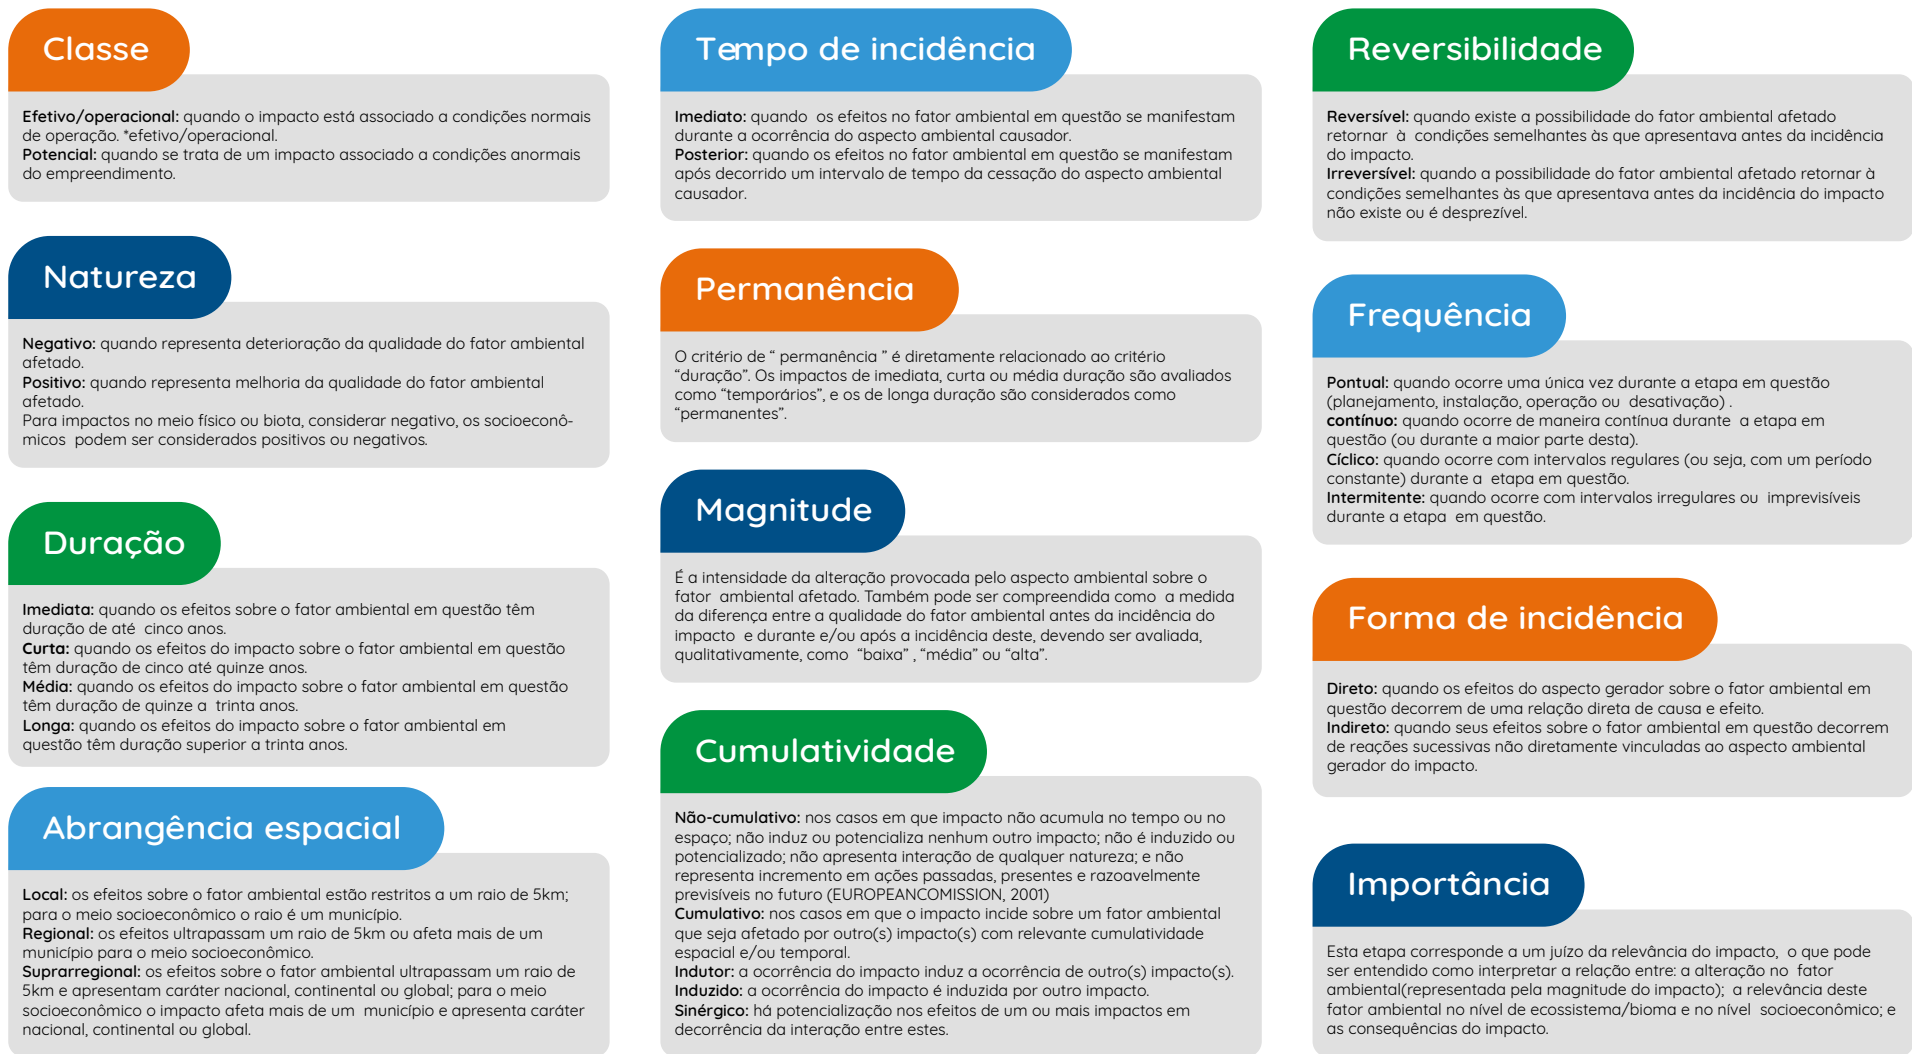 Classe
Efetivo/operacional: quando o impacto está associado a condições normais
de operação. *efetivo/operacional.
Potencial: quando se trata de um impacto associado a condições anormais
do empreendimento.
Natureza
Negativo: quando representa deterioração da qualidade do fator ambiental
afetado.
Positivo: quando representa melhoria da qualidade do fator ambiental
afetado.
Para impactos no meio físico ou biota, considerar negativo, os socioeconô-
micos podem ser considerados positivos ou negativos.
Duração
Imediata: quando os efeitos sobre o fator ambiental em questão têm
duração de até cinco anos.
Curta: quando os efeitos do impacto sobre o fator ambiental em questão
têm duração de cinco até quinze anos.
Média: quando os efeitos do impacto sobre o fator ambiental em questão
têm duração de quinze a trinta anos.
Longa: quando os efeitos do impacto sobre o fator ambiental em
questão têm duração superior a trinta anos.
Abrangência espacial
Local: os efeitos sobre o fator ambiental estão restritos a um raio de 5km;
para o meio socioeconômico o raio é um município.
Regional: os efeitos ultrapassam um raio de 5km ou afeta mais de um
município para o meio socioeconômico.
Suprarregional: os efeitos sobre o fator ambiental ultrapassam um raio de
5km e apresentam caráter nacional, continental ou global; para o meio
socioeconômico o impacto afeta mais de um município e apresenta caráter
nacional, continental ou global.
Tempo de incidência
Imediato: quando os efeitos no fator ambiental em questão se manifestam
durante a ocorrência do aspecto ambiental causador.
Posterior: quando os efeitos no fator ambiental em questão se manifestam
após decorrido um intervalo de tempo da cessação do aspecto ambiental
causador.
Permanência
O critério de “ permanência ” é diretamente relacionado ao critério
“duração”. Os impactos de imediata, curta ou média duração são avaliados
como “temporários”, e os de longa duração são considerados como
“permanentes”.
Magnitude
É a intensidade da alteração provocada pelo aspecto ambiental sobre o
fator ambiental afetado. Também pode ser compreendida como a medida
da diferença entre a qualidade do fator ambiental antes da incidência do
impacto e durante e/ou após a incidência deste, devendo ser avaliada,
qualitativamente, como “baixa” , “média” ou “alta”.
Cumulatividade
Não-cumulativo: nos casos em que impacto não acumula no tempo ou no
espaço; não induz ou potencializa nenhum outro impacto; não é induzido ou
potencializado; não apresenta interação de qualquer natureza; e não
representa incremento em ações passadas, presentes e razoavelmente
previsíveis no futuro (EUROPEANCOMISSION, 2001)
Cumulativo: nos casos em que o impacto incide sobre um fator ambiental
que seja afetado por outro(s) impacto(s) com relevante cumulatividade
espacial e/ou temporal.
Indutor: a ocorrência do impacto induz a ocorrência de outro(s) impacto(s).
Induzido: a ocorrência do impacto é induzida por outro impacto.
Sinérgico: há potencialização nos efeitos de um ou mais impactos em
decorrência da interação entre estes.
Reversibilidade
Reversível: quando existe a possibilidade do fator ambiental afetado
retornar à condições semelhantes às que apresentava antes da incidência
do impacto.
Irreversível: quando a possibilidade do fator ambiental afetado retornar à
condições semelhantes às que apresentava antes da incidência do impacto
não existe ou é desprezível.
Frequência
Pontual: quando ocorre uma única vez durante a etapa em questão
(planejamento, instalação, operação ou desativação) .
contínuo: quando ocorre de maneira contínua durante a etapa em
questão (ou durante a maior parte desta).
Cíclico: quando ocorre com intervalos regulares (ou seja, com um período
constante) durante a etapa em questão.
Intermitente: quando ocorre com intervalos irregulares ou imprevisíveis
durante a etapa em questão.
Forma de incidência
Direto: quando os efeitos do aspecto gerador sobre o fator ambiental em
questão decorrem de uma relação direta de causa e efeito.
Indireto: quando seus efeitos sobre o fator ambiental em questão decorrem
de reações sucessivas não diretamente vinculadas ao aspecto ambiental
gerador do impacto.
Importância
Esta etapa corresponde a um juízo da relevância do impacto, o que pode
ser entendido como interpretar a relação entre: a alteração no fator
ambiental(representada pela magnitude do impacto); a relevância deste
fator ambiental no nível de ecossistema/bioma e no nível socioeconômico; e
as consequências do impacto.